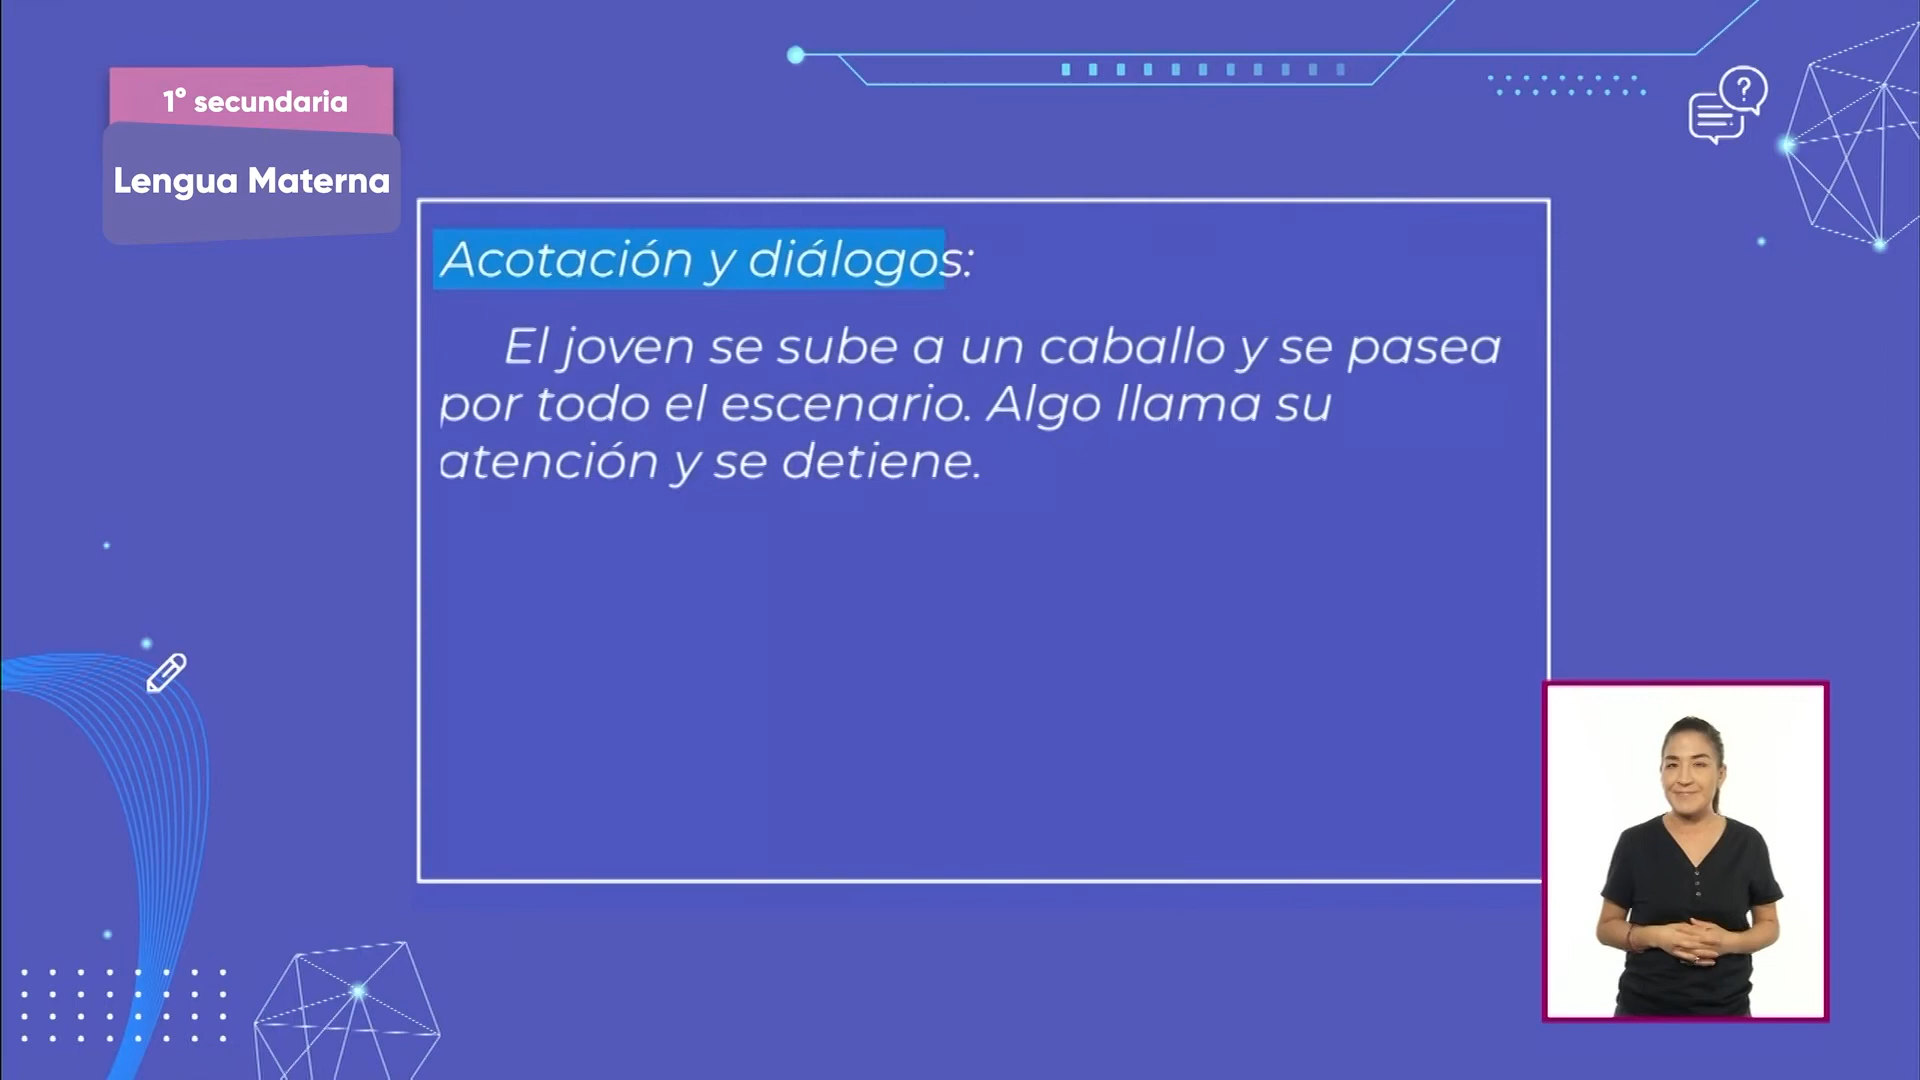 1° secundaria
Lengua Materna
?
Acotación y diálogos:
El joven se sube a un caballo y se pasea
por todo el escenario. Algo llama su
atención y se detiene.